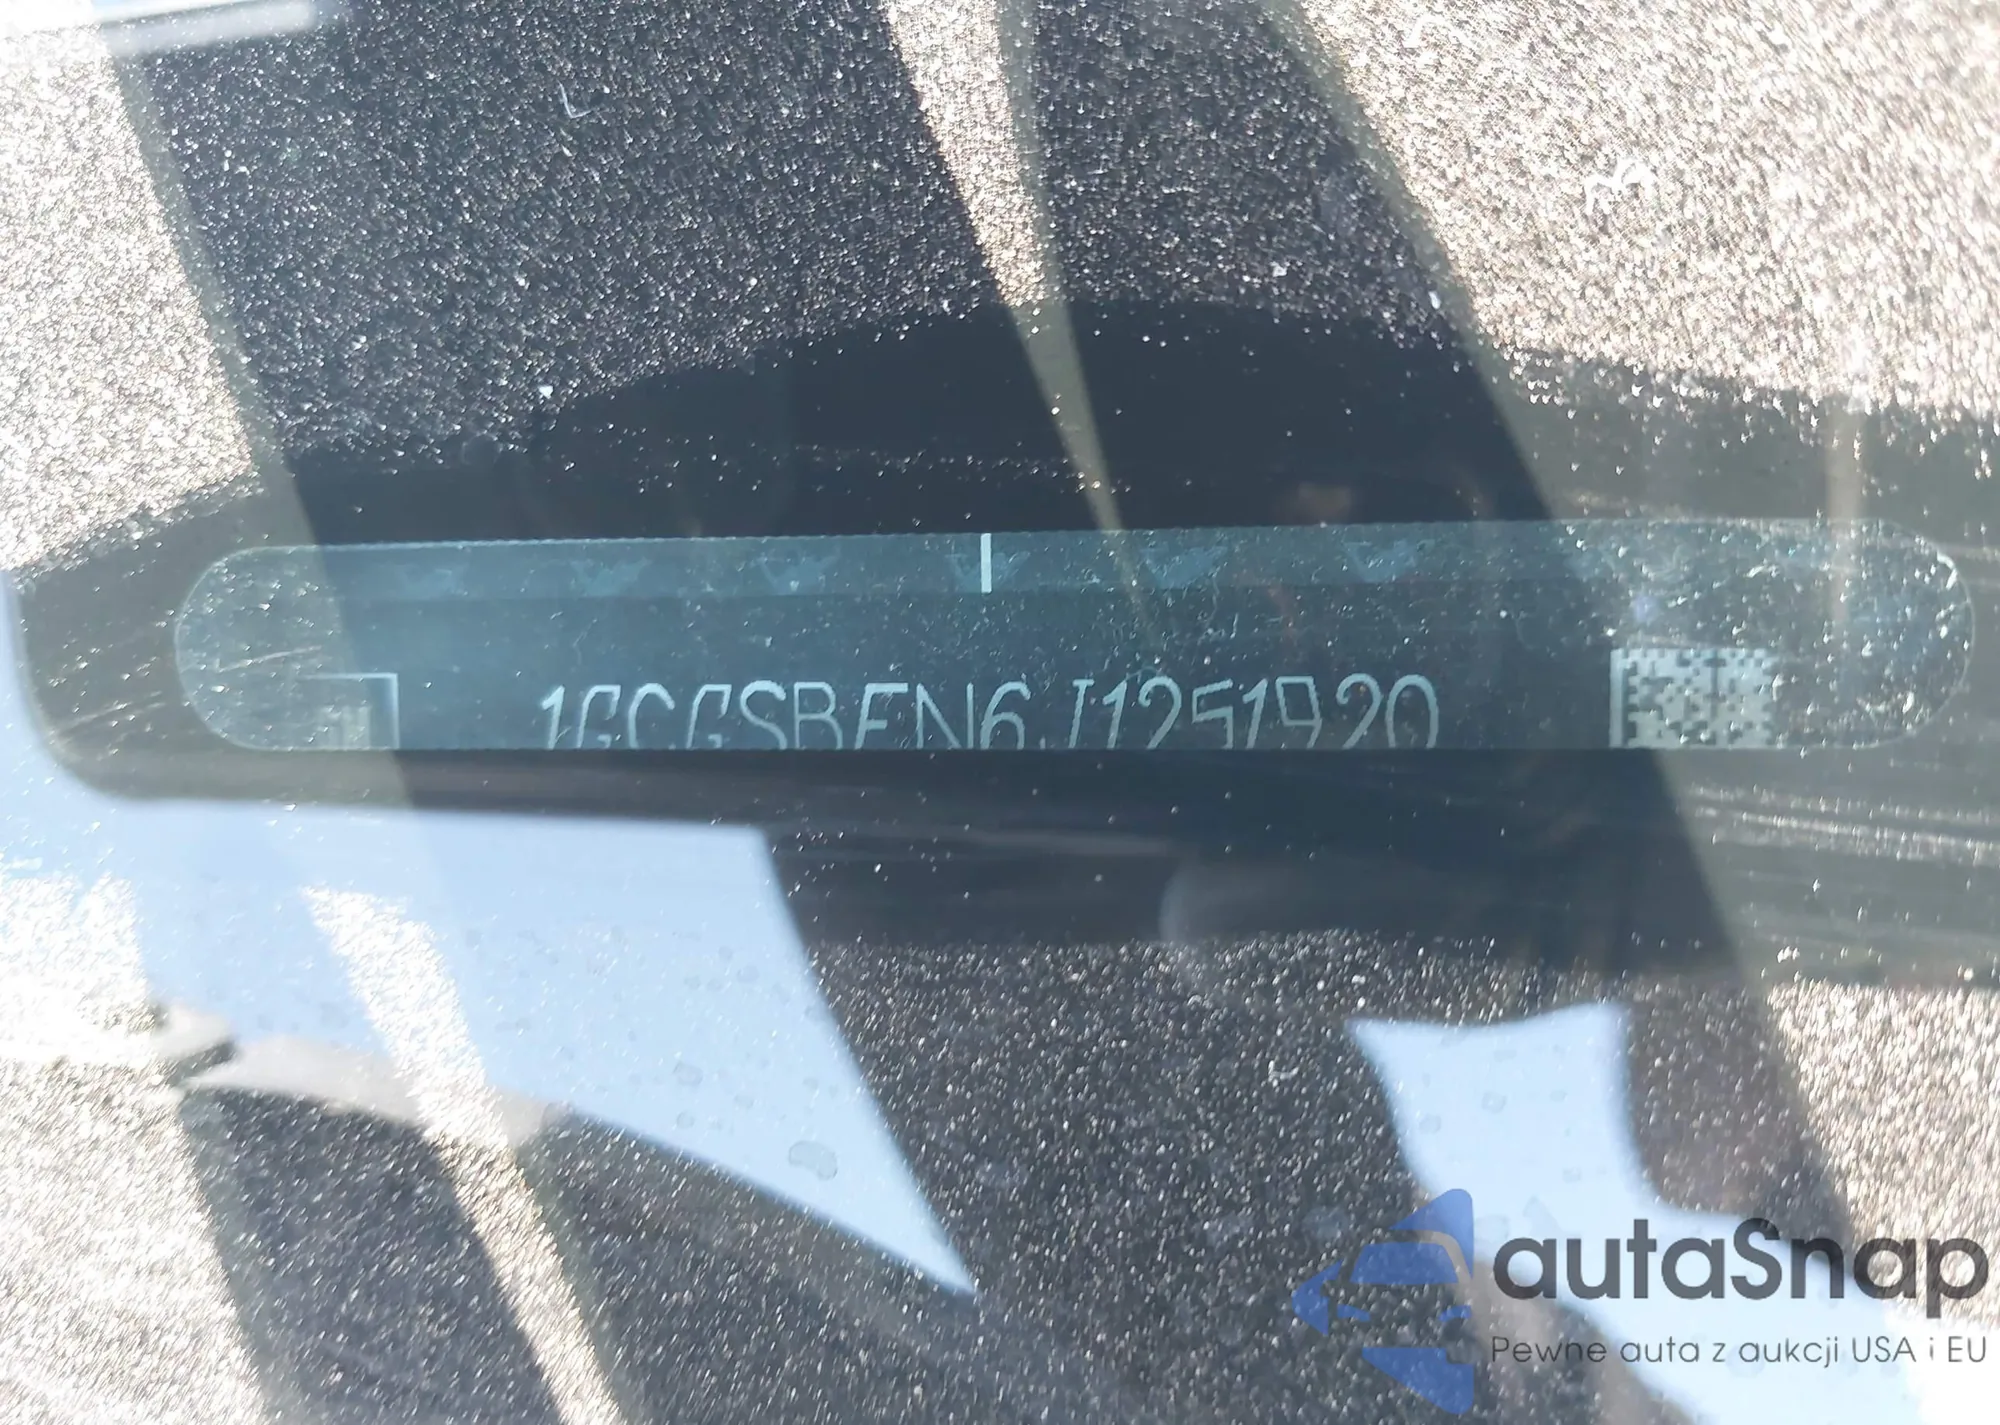 1GCGSBEN6J1251920
autaSnap
Pewne auta z aukcji USA i EU